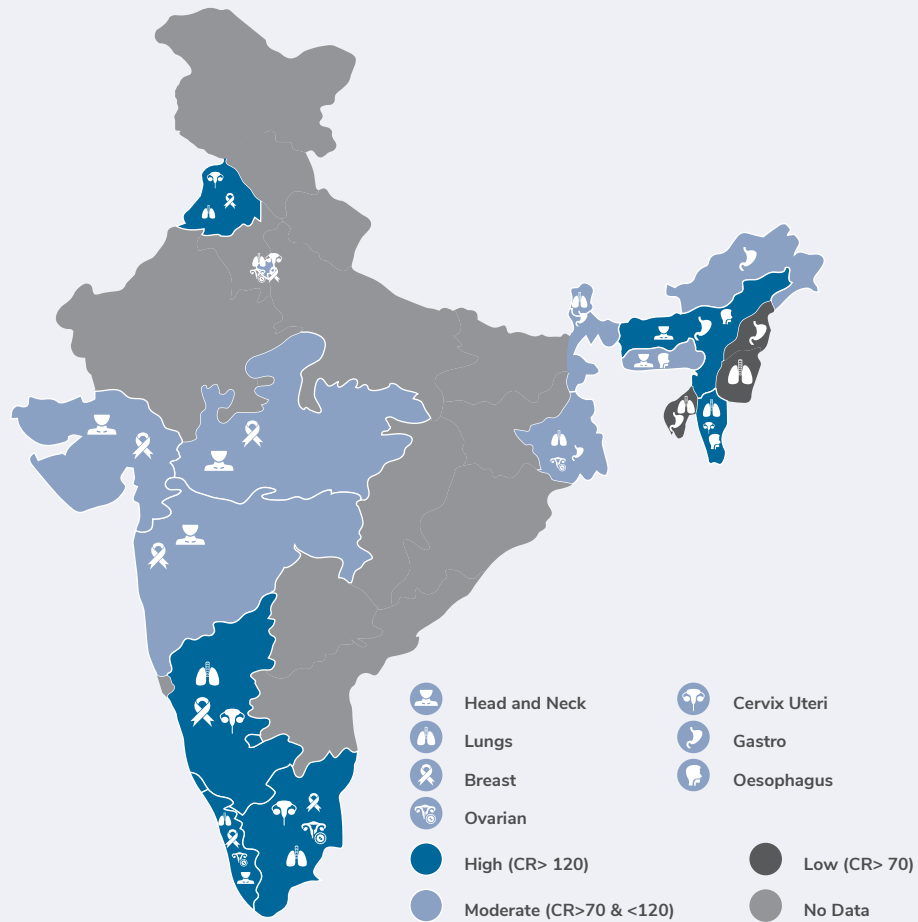 Head and Neck
Cervix Uteri
Lungs
Gastro
Breast
Oesophagus
Ovarian
High (CR> 120)
Low (CR> 70)
Moderate (CR>70 & <120)
No Data